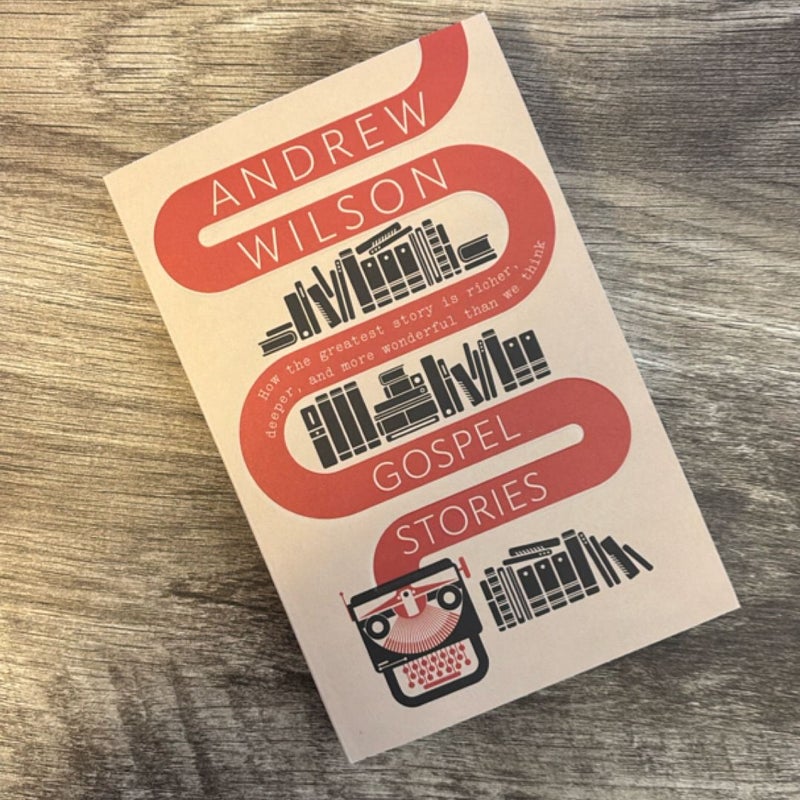 ANDREW
WILSON
How the greatest story is richer,
deeper, and more wonderful than we think
GOSPEL
STORIES